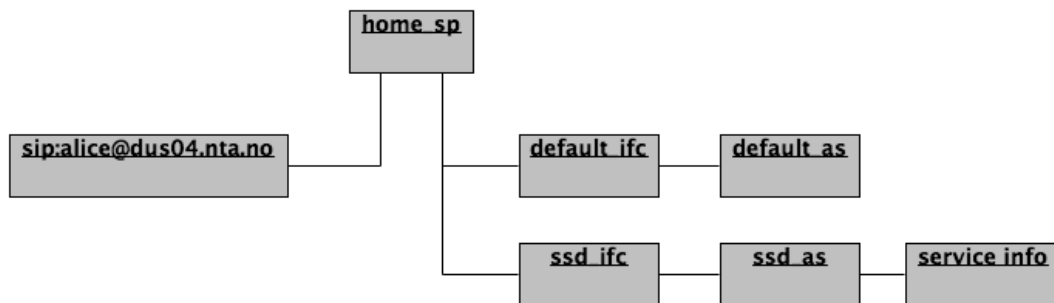 home_sp
sip:alice@dus04.nta.no
default_ifc
default_as
ssd_ifc
ssd_as
service info